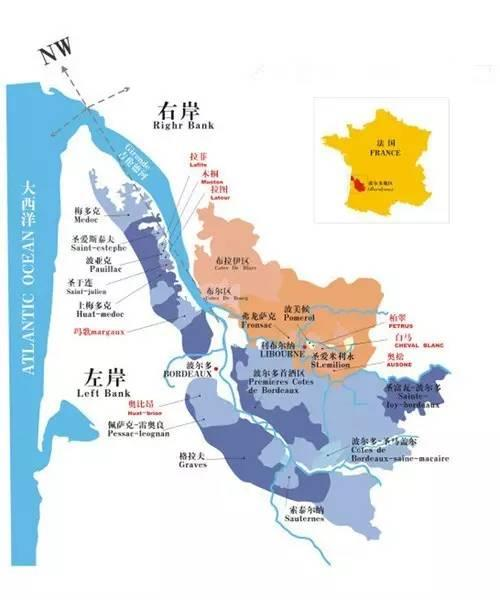 NW
右岸
Righr Bank
法 国
FRANCE
波尔多地区
(Bordeaux)
Gironde
吉伦德河
拉菲
Lafite
木桐
Mouton
拉图
Latour
大西洋
ATLANTIC OCEAN
梅多克
Medoc
圣爱斯泰夫
Saint-estephe
波亚克
Pauillac
圣于连
Saint-julien
上梅多克
Huat-medoc
玛歌margaux
布拉伊区
Cotes De Blaye
布尔区
Cotes De Bourg
弗龙萨克
Fronsac
波美候
Pomerol
柏翠
PETRUS
白马
CHEVAL BLANC
奥松
AUSONE
利布尔纳
LIBOURNE
圣爱米利永
St.emilion
左岸
Left Bank
波尔多
BORDEAUX
波尔多首酒区
Premieres Cotes
de Bordeaux
圣富瓦-波尔多
Sainte-
foy-bordeaux
奥比昂
Huat-brion
佩萨克-雷奥良
Pessac-leognan
格拉夫
Graves
波尔多-圣马盖尔
Côtes de
Bordeaux-saine-macaire
索泰尔纳
Sauternes